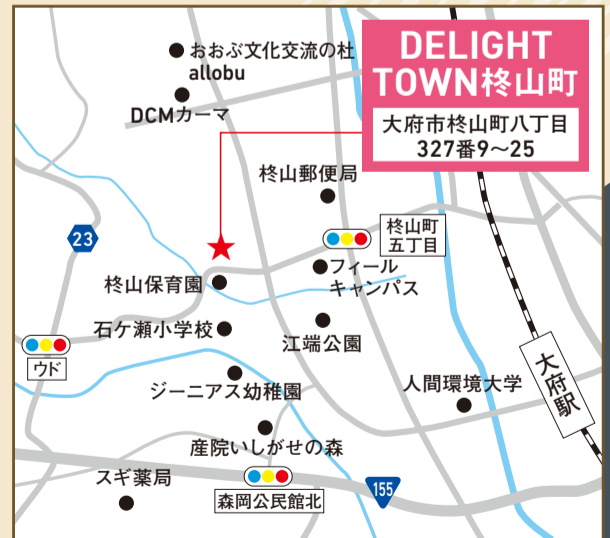 おおぶ文化交流の杜
allobu
DCMカーマ
DELIGHT
TOWN柊山町
大府市柊山町八丁目
327番9〜25
柊山郵便局
23
柊山町
五丁目
柊山保育園
フィール
キャンパス
石ケ瀬小学校
江端公園
ウド
ジーニアス幼稚園
人間環境大学
大府駅
産院いしがせの森
スギ薬局
森岡公民館北
155